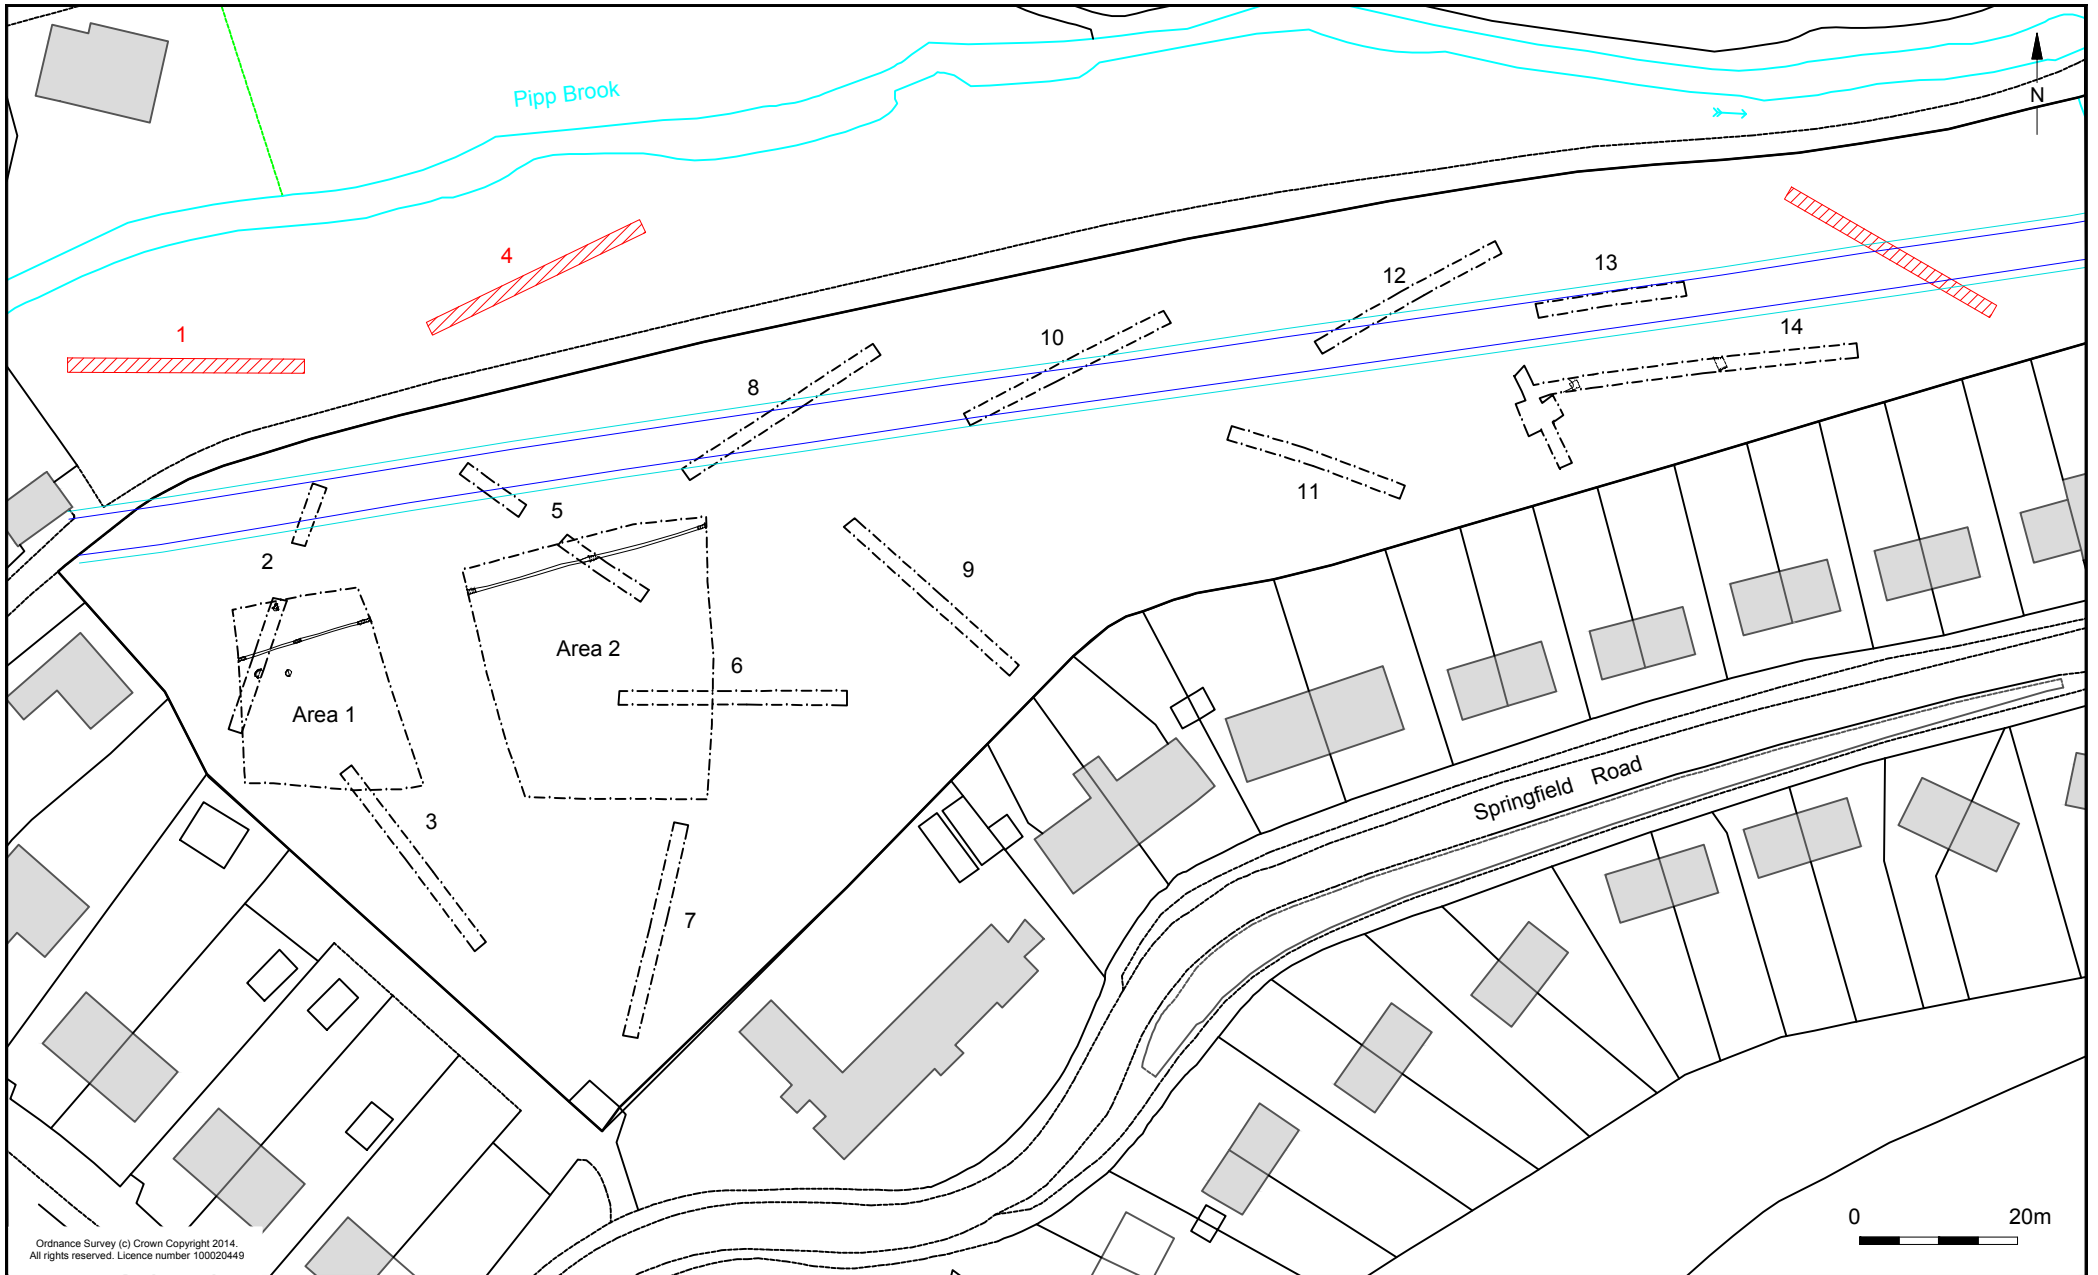 Pipp Brook
N
4
1
12
13
14
10
8
11
5
2
9
Area 2
6
Area 1
3
7
Springfield Road
0 20m
Ordnance Survey (c) Crown Copyright 2014.
All rights reserved. Licence number 100020449